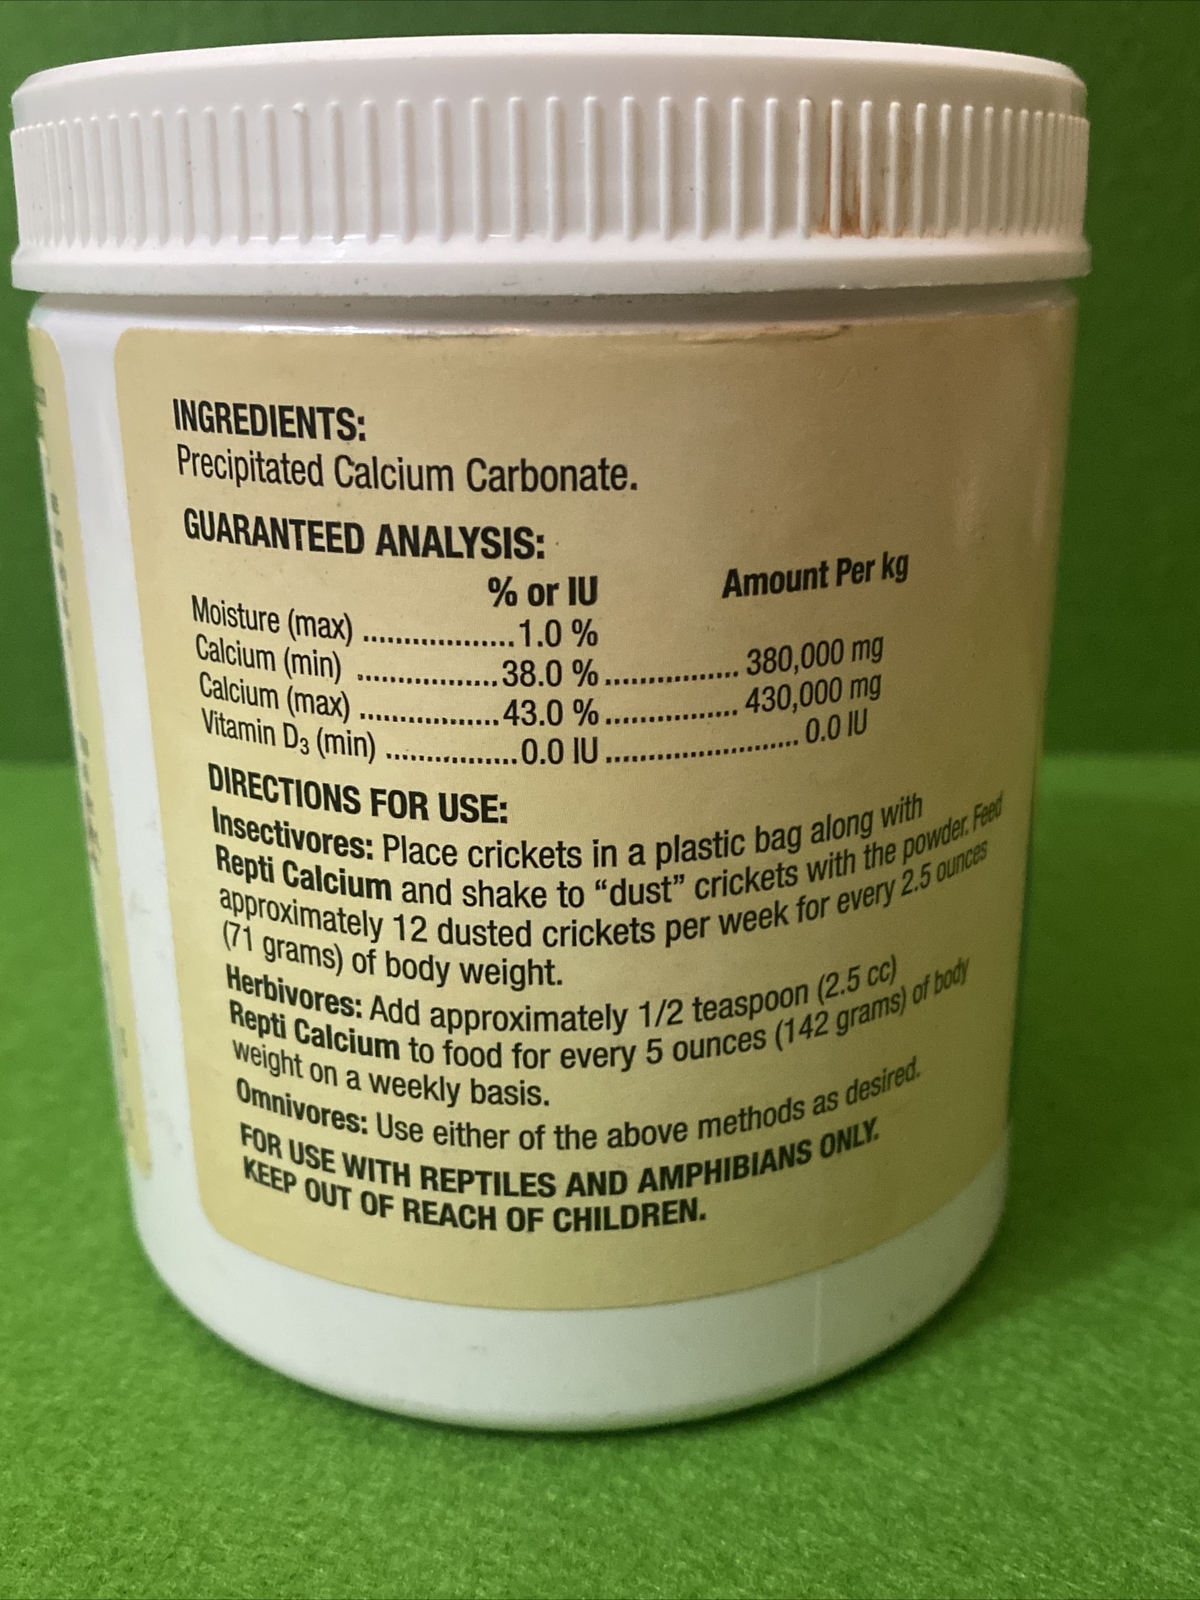 INGREDIENTS:
Precipitated Calcium Carbonate.
GUARANTEED ANALYSIS:
% or IU Amount Per kg
Moisture (max) ..................1.0 %
Calcium (min) .................38.0 % ................ 380,000 mg
Calcium (max) .................43.0 % ................ 430,000 mg
Vitamin D3 (min) ................0.0 IU ....................... 0.0 IU
DIRECTIONS FOR USE:
Insectivores: Place crickets in a plastic bag along with
Repti Calcium and shake to “dust” crickets with the powder. Feed
approximately 12 dusted crickets per week for every 2.5 ounces
(71 grams) of body weight.
Herbivores: Add approximately 1/2 teaspoon (2.5 cc)
Repti Calcium to food for every 5 ounces (142 grams) of body
weight on a weekly basis.
Omnivores: Use either of the above methods as desired.
FOR USE WITH REPTILES AND AMPHIBIANS ONLY.
KEEP OUT OF REACH OF CHILDREN.